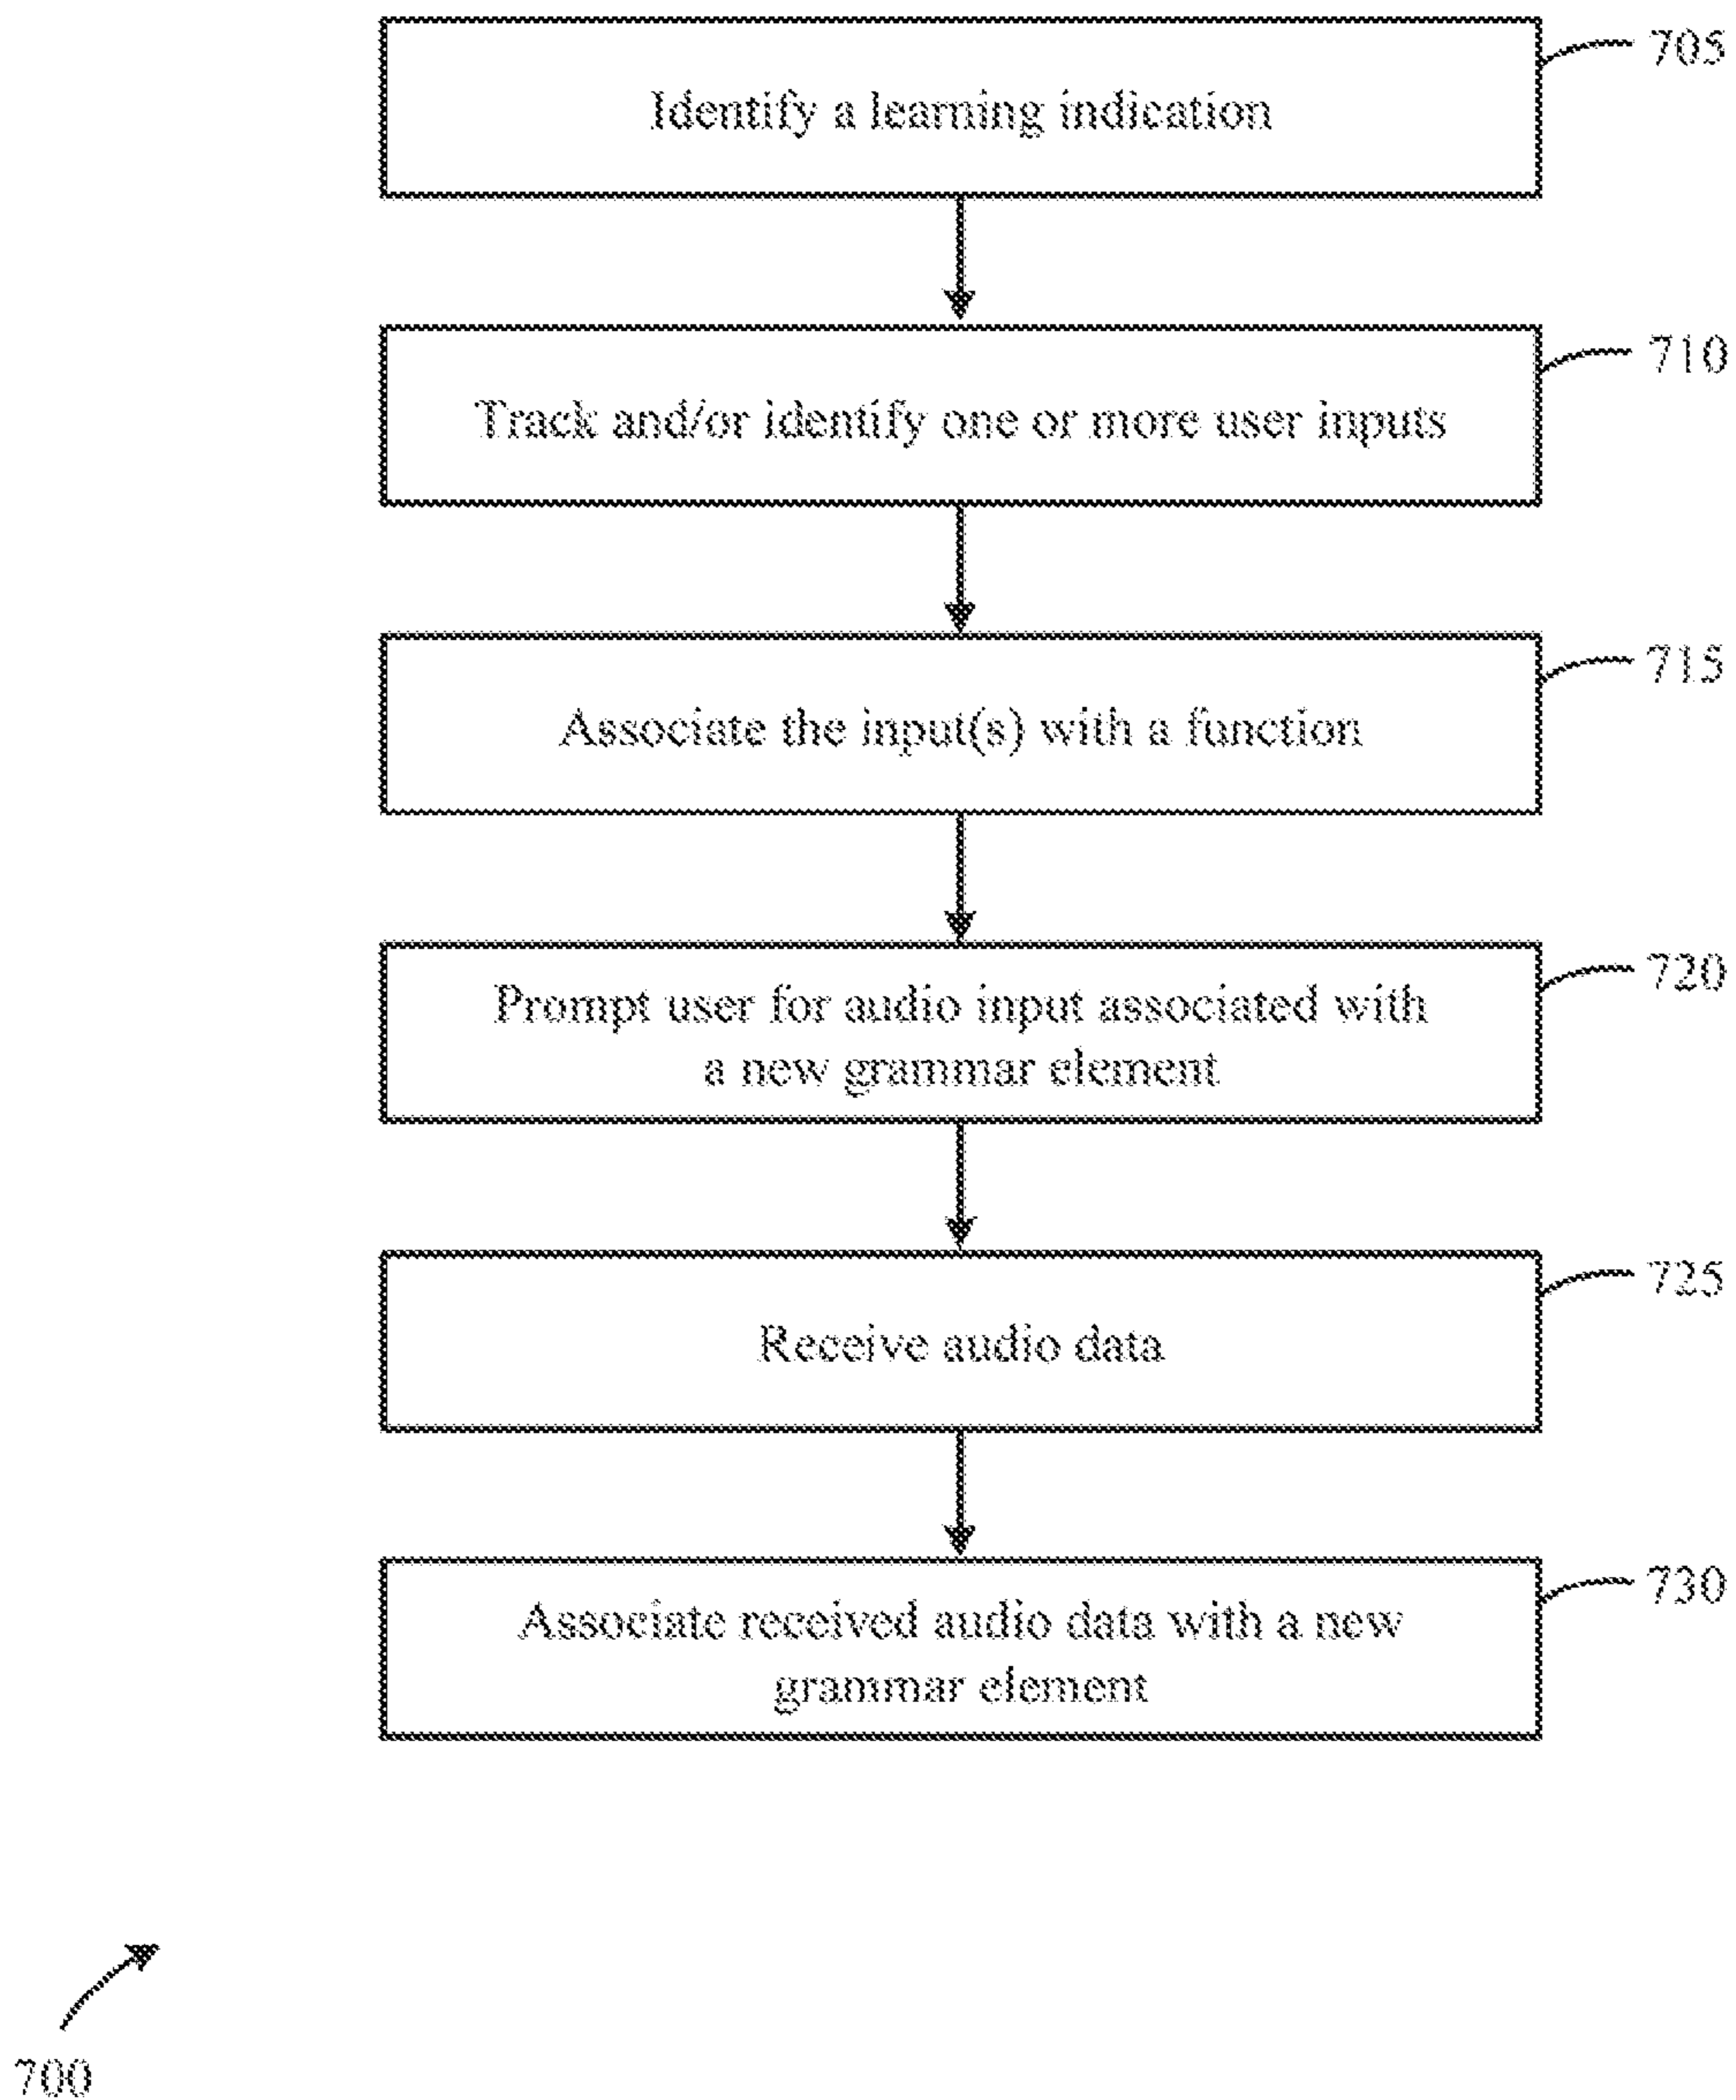 705
Identify a learning indication
710
Track and/or identify one or more user inputs
715
Associate the input(s) with a function
720
Prompt user for audio input associated with
a new grammar element
725
Receive audio data
730
Associate received audio data with a new
grammar element
700